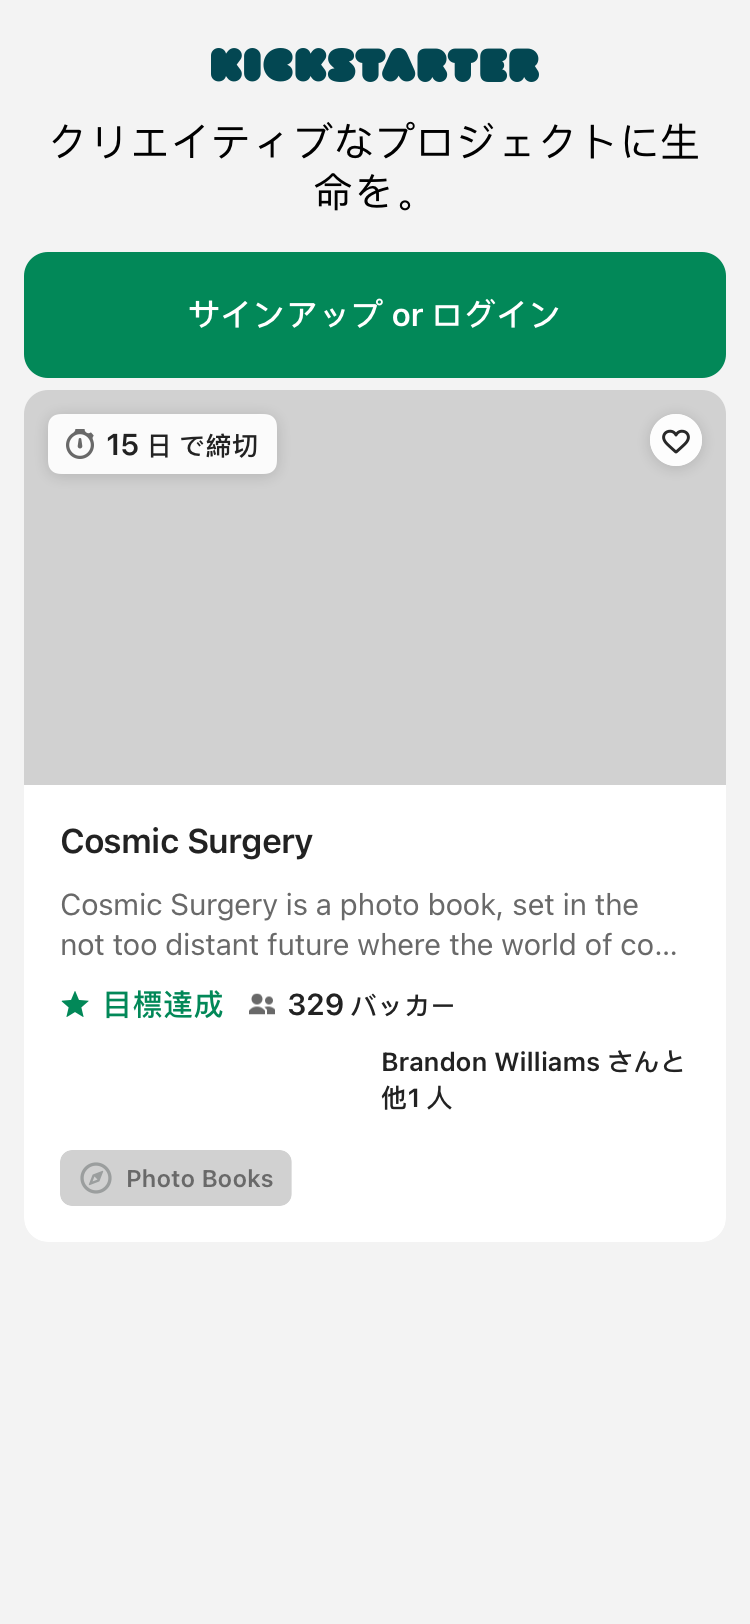 KICKSTARTER
クリエイティブなプロジェクトに生
命を。
サインアップ or ログイン
15 日 で締切
Cosmic Surgery
Cosmic Surgery is a photo book, set in the
not too distant future where the world of co...
目標達成 329 バッカー
Brandon Williams さんと
他1 人
Photo Books